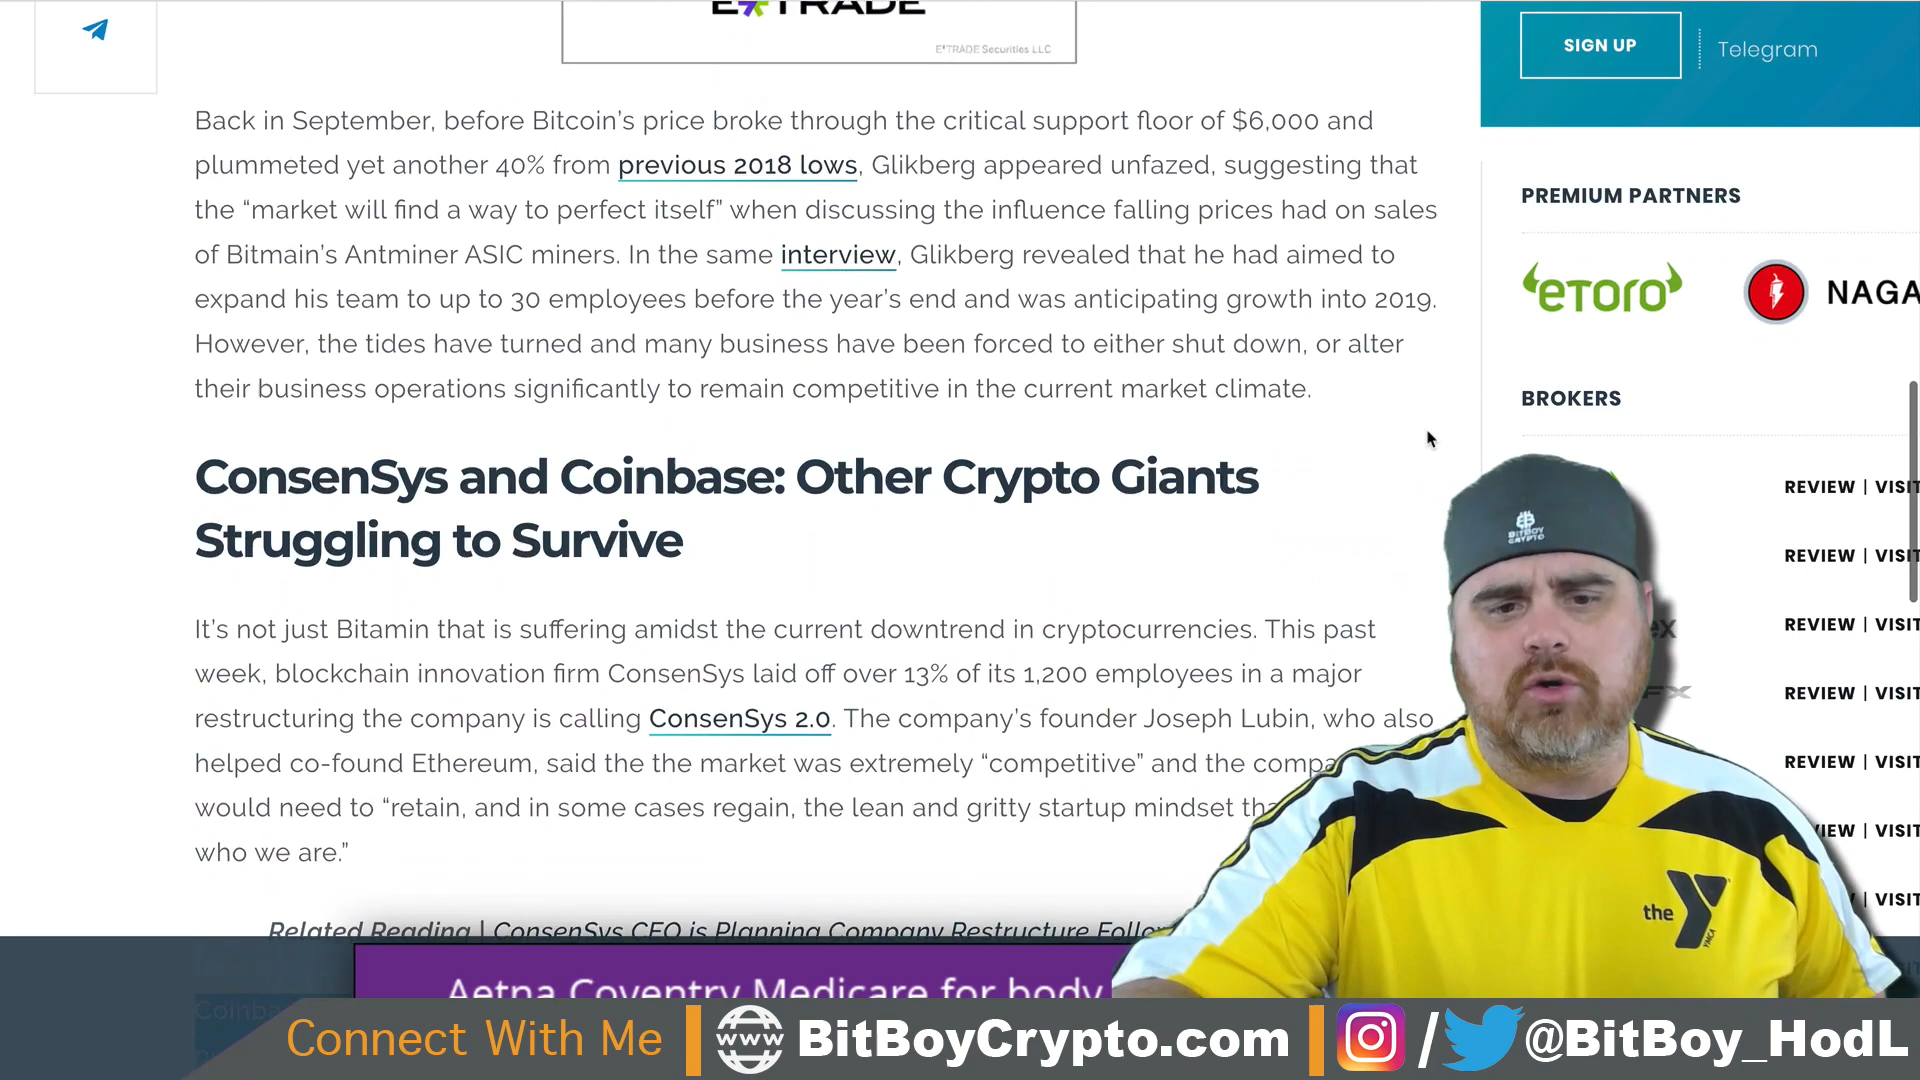 E*TRADE
E*TRADE Securities LLC
SIGN UP
Telegram
Back in September, before Bitcoin’s price broke through the critical support floor of $6,000 and
plummeted yet another 40% from previous 2018 lows, Glikberg appeared unfazed, suggesting that
the “market will find a way to perfect itself” when discussing the influence falling prices had on sales
of Bitmain’s Antminer ASIC miners. In the same interview, Glikberg revealed that he had aimed to
expand his team to up to 30 employees before the year’s end and was anticipating growth into 2019.
However, the tides have turned and many business have been forced to either shut down, or alter
their business operations significantly to remain competitive in the current market climate.
PREMIUM PARTNERS
eToro
NAGA
BROKERS
ConsenSys and Coinbase: Other Crypto Giants
Struggling to Survive
It’s not just Bitamin that is suffering amidst the current downtrend in cryptocurrencies. This past
week, blockchain innovation firm ConsenSys laid off over 13% of its 1,200 employees in a major
restructuring the company is calling ConsenSys 2.0. The company’s founder Joseph Lubin, who also
helped co-found Ethereum, said the the market was extremely “competitive” and the compa
would need to “retain, and in some cases regain, the lean and gritty startup mindset tha
who we are.”
Related Reading | ConsenSys CEO is Planning Company Restructure Follo
REVIEW | VISIT
REVIEW | VISIT
REVIEW | VISIT
REVIEW | VISIT
REVIEW | VISIT
IEW | VISIT
VISIT
ex
FX
BITBOY
CRYPTO
the Y
YMCA
Aetna Coventry Medicare for body
Coinba
Connect With Me | www BitBoyCrypto.com | / @BitBoy_HodL